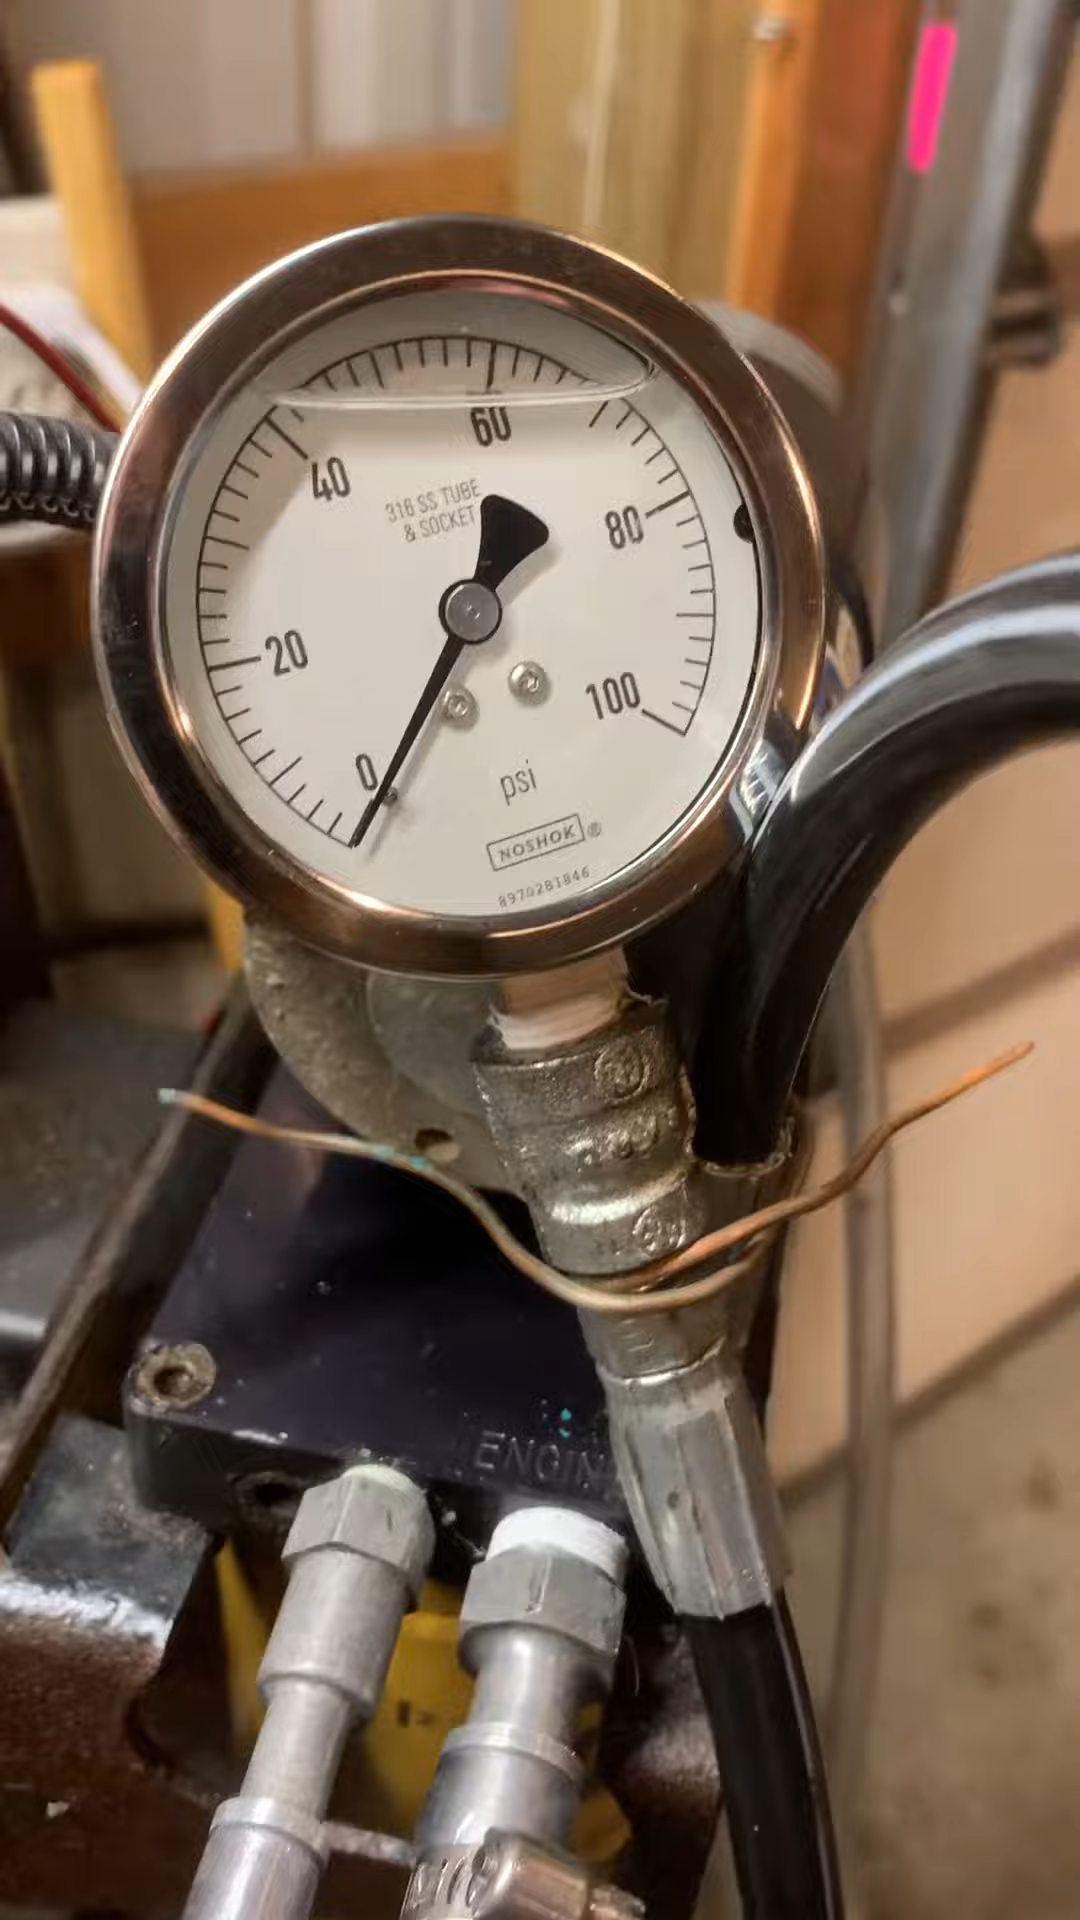 60
40
316 SS TUBE
& SOCKET
80
20
100
0
psi
NOSHOK ®
8970281846
ENGIN